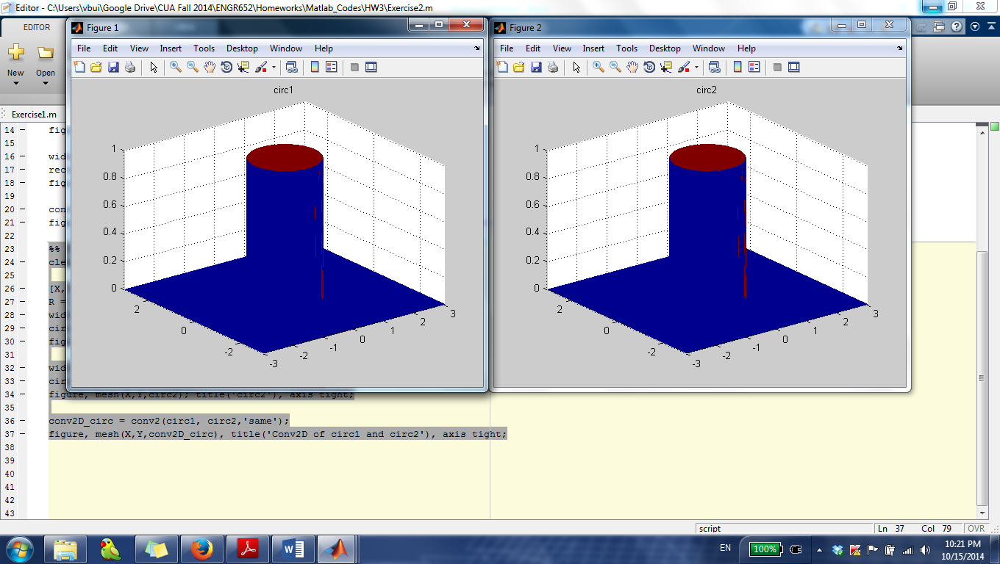 Editor - C:\Users\vbui\Google Drive\CUA Fall 2014\ENGR652\Homeworks\Matlab_Codes\HW3\Exercise2.m
EDITOR
New
Open
Exercise1.m
Figure 1
File Edit View Insert Tools Desktop Window Help
circ1
1
0.8
0.6
0.4
0.2
0
2
0
-2
-3
-2
-1
0
1
2
3
Figure 2
File Edit View Insert Tools Desktop Window Help
circ2
1
0.8
0.6
0.4
0.2
0
2
0
-2
-3
-2
-1
0
1
2
3
14 – fig
15
16 – wid
17 – rec
18 – fig
19
20 – con
21 – fig
22
23 %%
24 – cle
25
26 – [X,
27 – R =
28 – wid
29 – cir
30 – fig
31
32 – wid
33 – cir
34 – figure, mesh(X,Y,circ2); title('circ2'), axis tight;
35
36 – conv2D_circ = conv2(circ1, circ2,'same');
37 – figure, mesh(X,Y,conv2D_circ), title('Conv2D of circ1 and circ2'), axis tight;
38
39
40
41
42
43
script Ln 37 Col 79 OVR
EN 100% 10:21 PM
10/15/2014